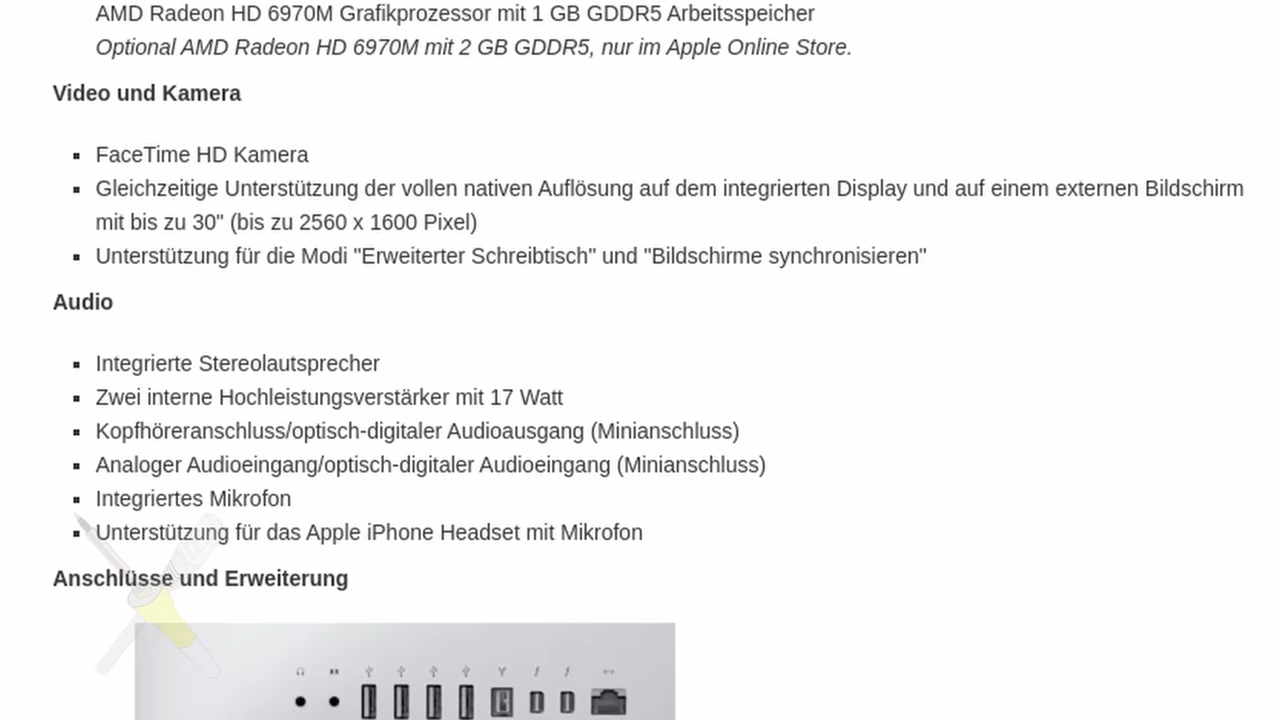 AMD Radeon HD 6970M Grafikprozessor mit 1 GB GDDR5 Arbeitsspeicher
Optional AMD Radeon HD 6970M mit 2 GB GDDR5, nur im Apple Online Store.
Video und Kamera
FaceTime HD Kamera
Gleichzeitige Unterstützung der vollen nativen Auflösung auf dem integrierten Display und auf einem externen Bildschirm
mit bis zu 30" (bis zu 2560 x 1600 Pixel)
Unterstützung für die Modi "Erweiterter Schreibtisch" und "Bildschirme synchronisieren"
Audio
Integrierte Stereolautsprecher
Zwei interne Hochleistungsverstärker mit 17 Watt
Kopfhöreranschluss/optisch-digitaler Audioausgang (Minianschluss)
Analoger Audioeingang/optisch-digitaler Audioeingang (Minianschluss)
Integriertes Mikrofon
Unterstützung für das Apple iPhone Headset mit Mikrofon
Anschlüsse und Erweiterung